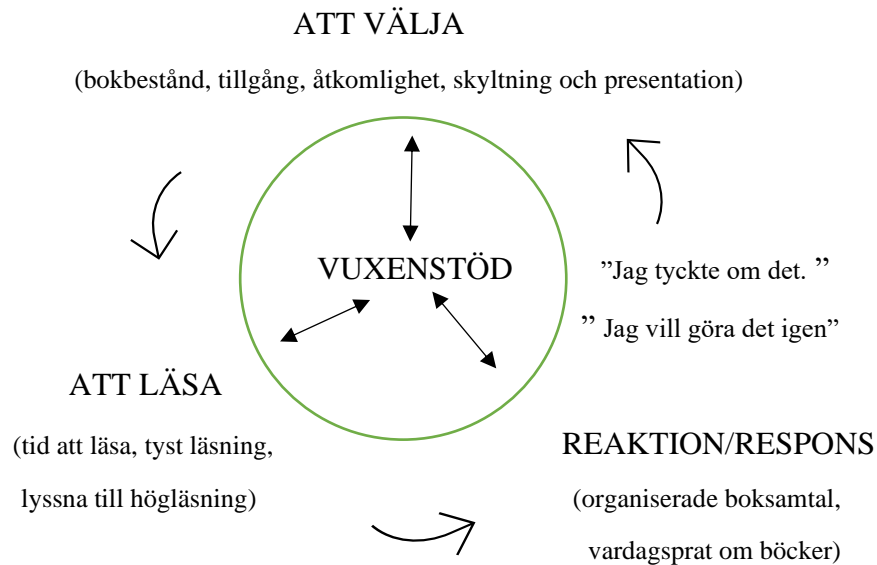 ATT VÄLJA
(bokbestånd, tillgång, åtkomlighet, skyltning och presentation)
VUXENSTÖD
”Jag tyckte om det. ”
” Jag vill göra det igen”
ATT LÄSA
(tid att läsa, tyst läsning,
lyssna till högläsning)
REAKTION/RESPONS
(organiserade boksamtal,
vardagsprat om böcker)